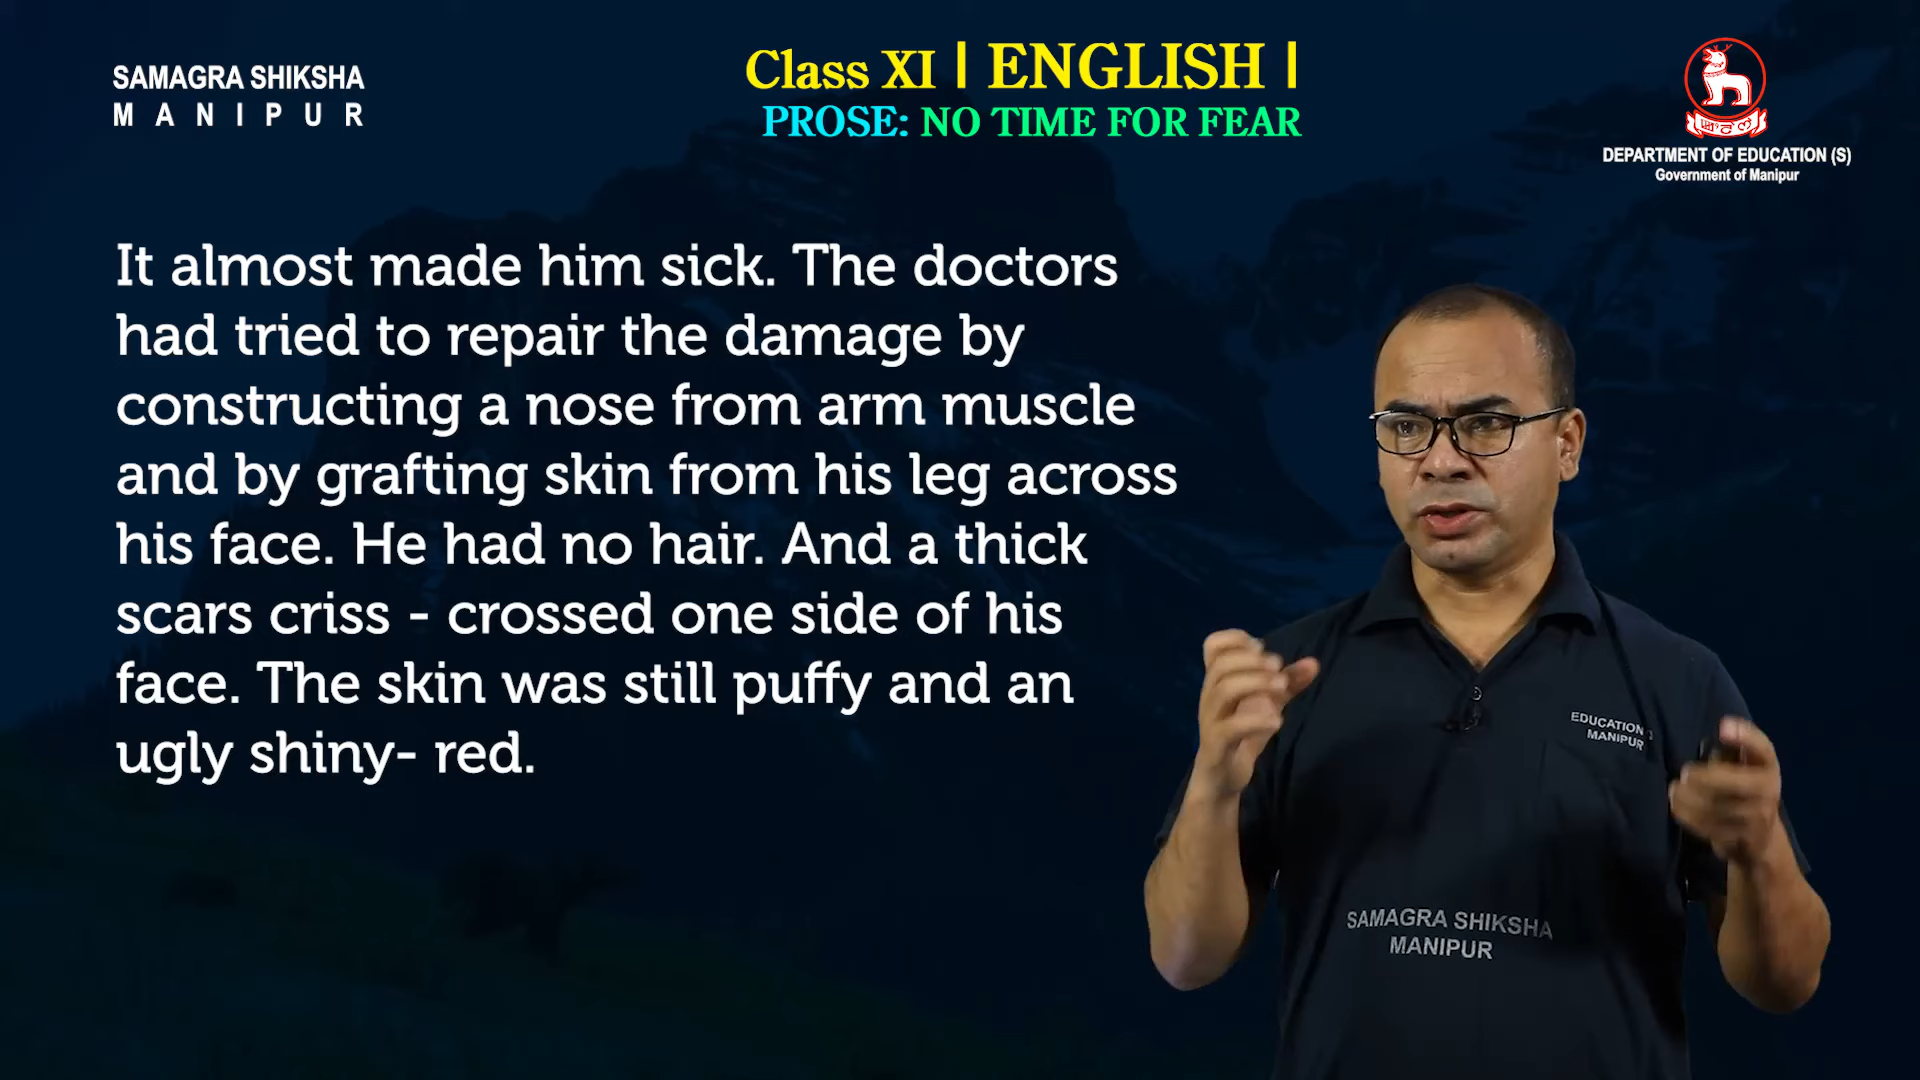 SAMAGRA SHIKSHA
MANIPUR
Class XI | ENGLISH |
PROSE: NO TIME FOR FEAR
DEPARTMENT OF EDUCATION (S)
Government of Manipur
It almost made him sick. The doctors
had tried to repair the damage by
constructing a nose from arm muscle
and by grafting skin from his leg across
his face. He had no hair. And a thick
scars criss - crossed one side of his
face. The skin was still puffy and an
ugly shiny- red.
EDUCATION
MANIPUR
SAMAGRA SHIKSHA
MANIPUR